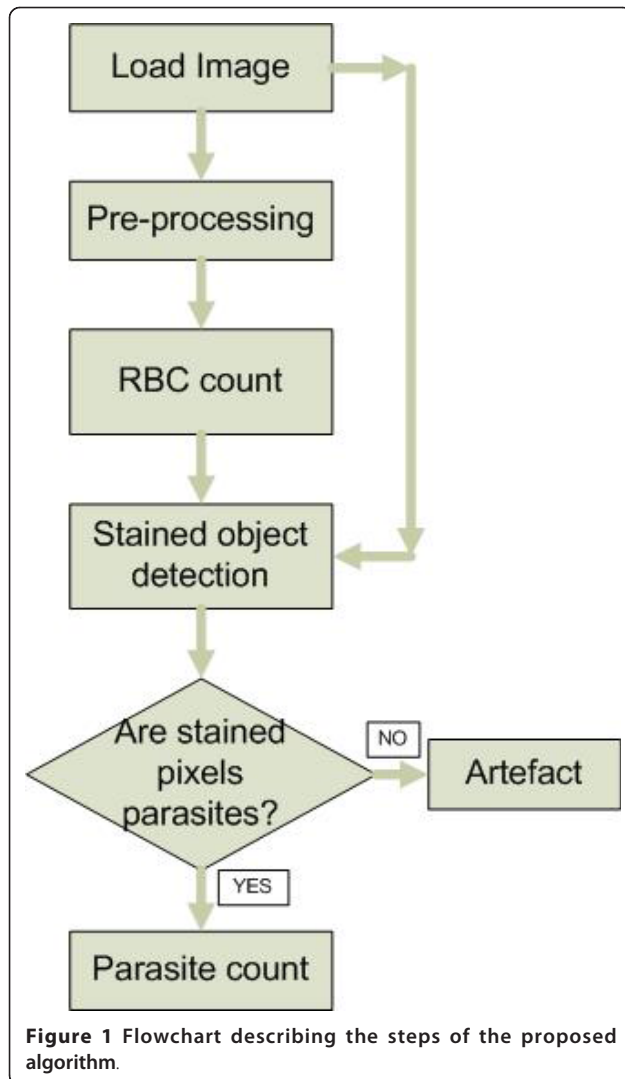 Load Image
Pre-processing
RBC count
Stained object
detection
Are stained
pixels
parasites?
NO
Artefact
YES
Parasite count
Figure 1 Flowchart describing the steps of the proposed
algorithm.